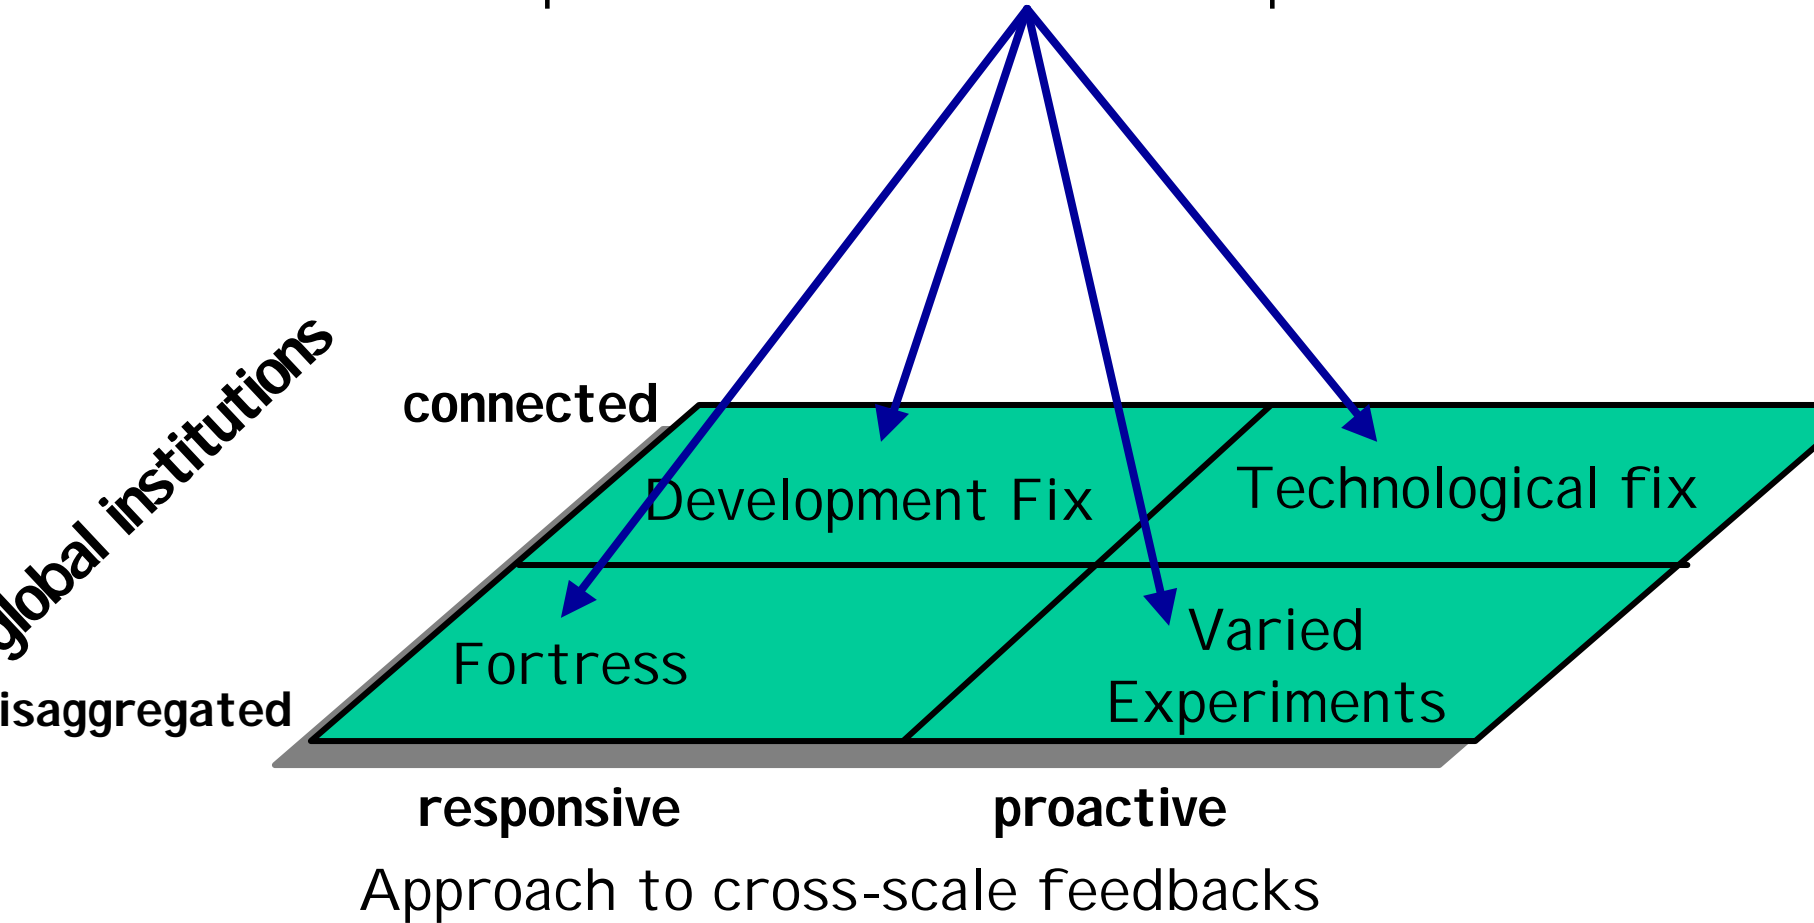 global institutions
connected
Development Fix
Technological fix
Fortress
Varied
Experiments
isaggregated
responsive
proactive
Approach to cross-scale feedbacks